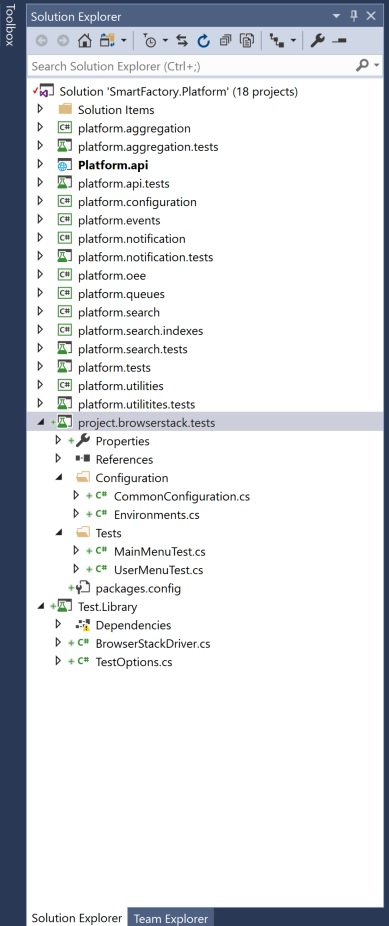 Toolbox
Solution Explorer
Search Solution Explorer (Ctrl+;)
Solution 'SmartFactory.Platform' (18 projects)
Solution Items
C# platform.aggregation
platform.aggregation.tests
Platform.api
platform.api.tests
C# platform.configuration
C# platform.events
C# platform.notification
platform.notification.tests
C# platform.oee
C# platform.queues
C# platform.search
C# platform.search.indexes
platform.search.tests
platform.tests
C# platform.utilities
platform.utilitites.tests
+ project.browserstack.tests
+ Properties
References
Configuration
+ C# CommonConfiguration.cs
+ C# Environments.cs
Tests
+ C# MainMenuTest.cs
+ C# UserMenuTest.cs
+ packages.config
+ Test.Library
Dependencies
+ C# BrowserStackDriver.cs
+ C# TestOptions.cs
Solution Explorer Team Explorer